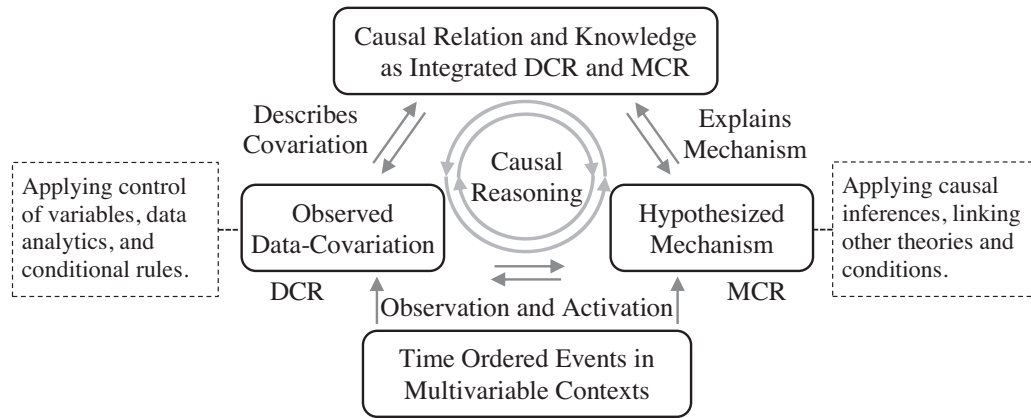 Causal Relation and Knowledge
as Integrated DCR and MCR
Describes
Covariation
Explains
Mechanism
Causal
Reasoning
Applying control
of variables, data
analytics, and
conditional rules.
Observed
Data-Covariation
Hypothesized
Mechanism
Applying causal
inferences, linking
other theories and
conditions.
DCR
MCR
Observation and Activation
Time Ordered Events in
Multivariable Contexts